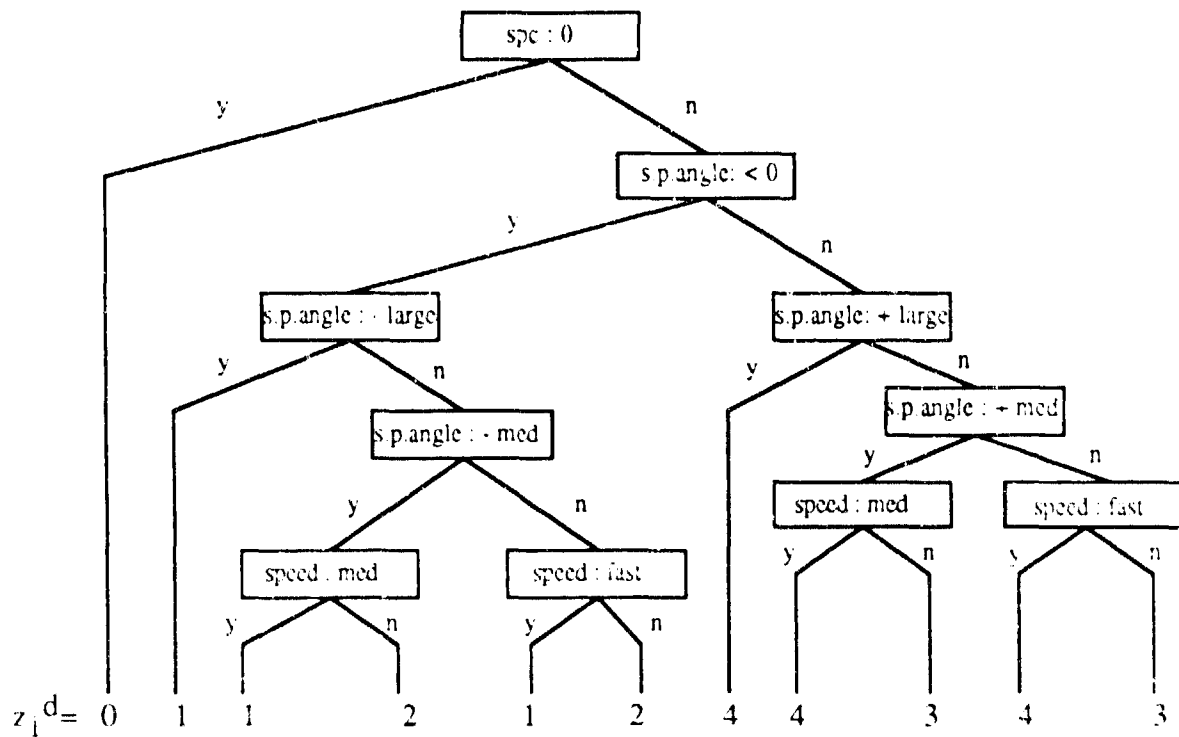 spc : 0
y n
s.p.angle: < 0
y n
s.p.angle : - large
s.p.angle: + large
y n y n
s.p.angle : + med
s.p.angle : - med
y n
y n
speed : med
speed : fast
speed : med
speed : fast
y n y n
y n y n
z i d = 0 1 1 2 1 2 4 4 3 4 3